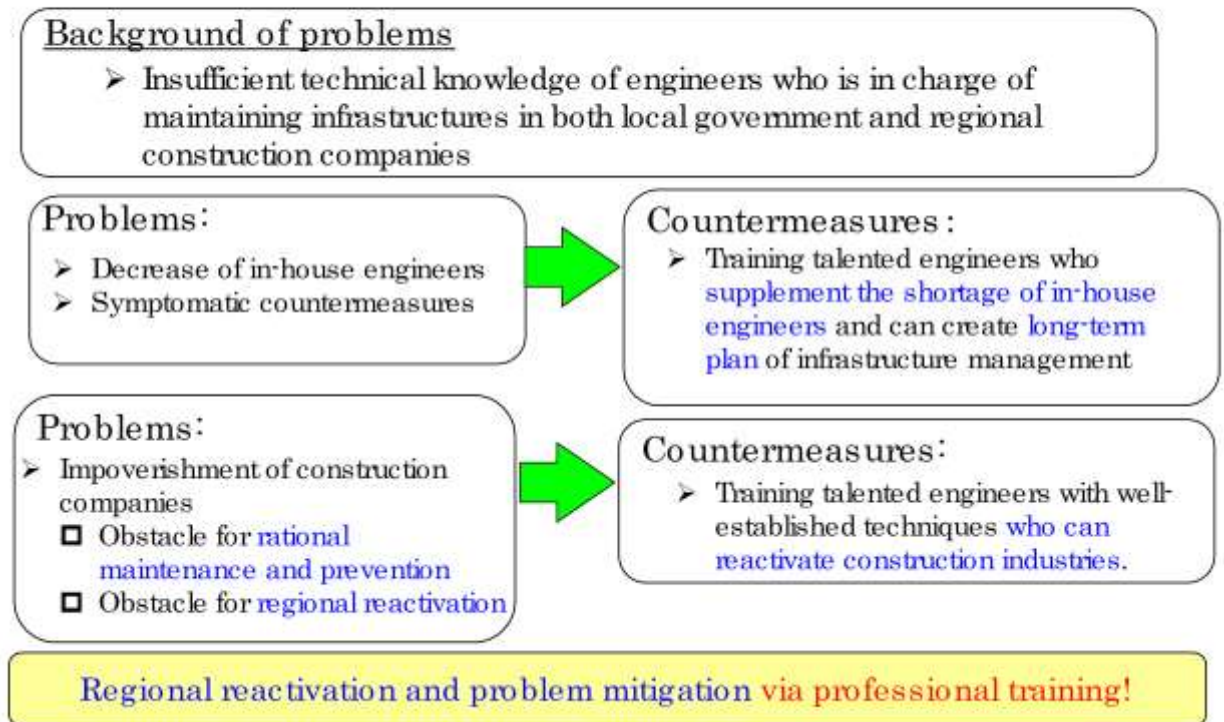 Background of problems
➢ Insufficient technical knowledge of engineers who is in charge of
maintaining infrastructures in both local government and regional
construction companies
Problems:
➢ Decrease of in-house engineers
➢ Symptomatic countermeasures
Countermeasures :
➢ Training talented engineers who
supplement the shortage of in-house
engineers and can create long-term
plan of infrastructure management
Problems:
➢ Impoverishment of construction
companies
❑ Obstacle for rational
maintenance and prevention
❑ Obstacle for regional reactivation
Countermeasures:
➢ Training talented engineers with well-
established techniques who can
reactivate construction industries.
Regional reactivation and problem mitigation via professional training!